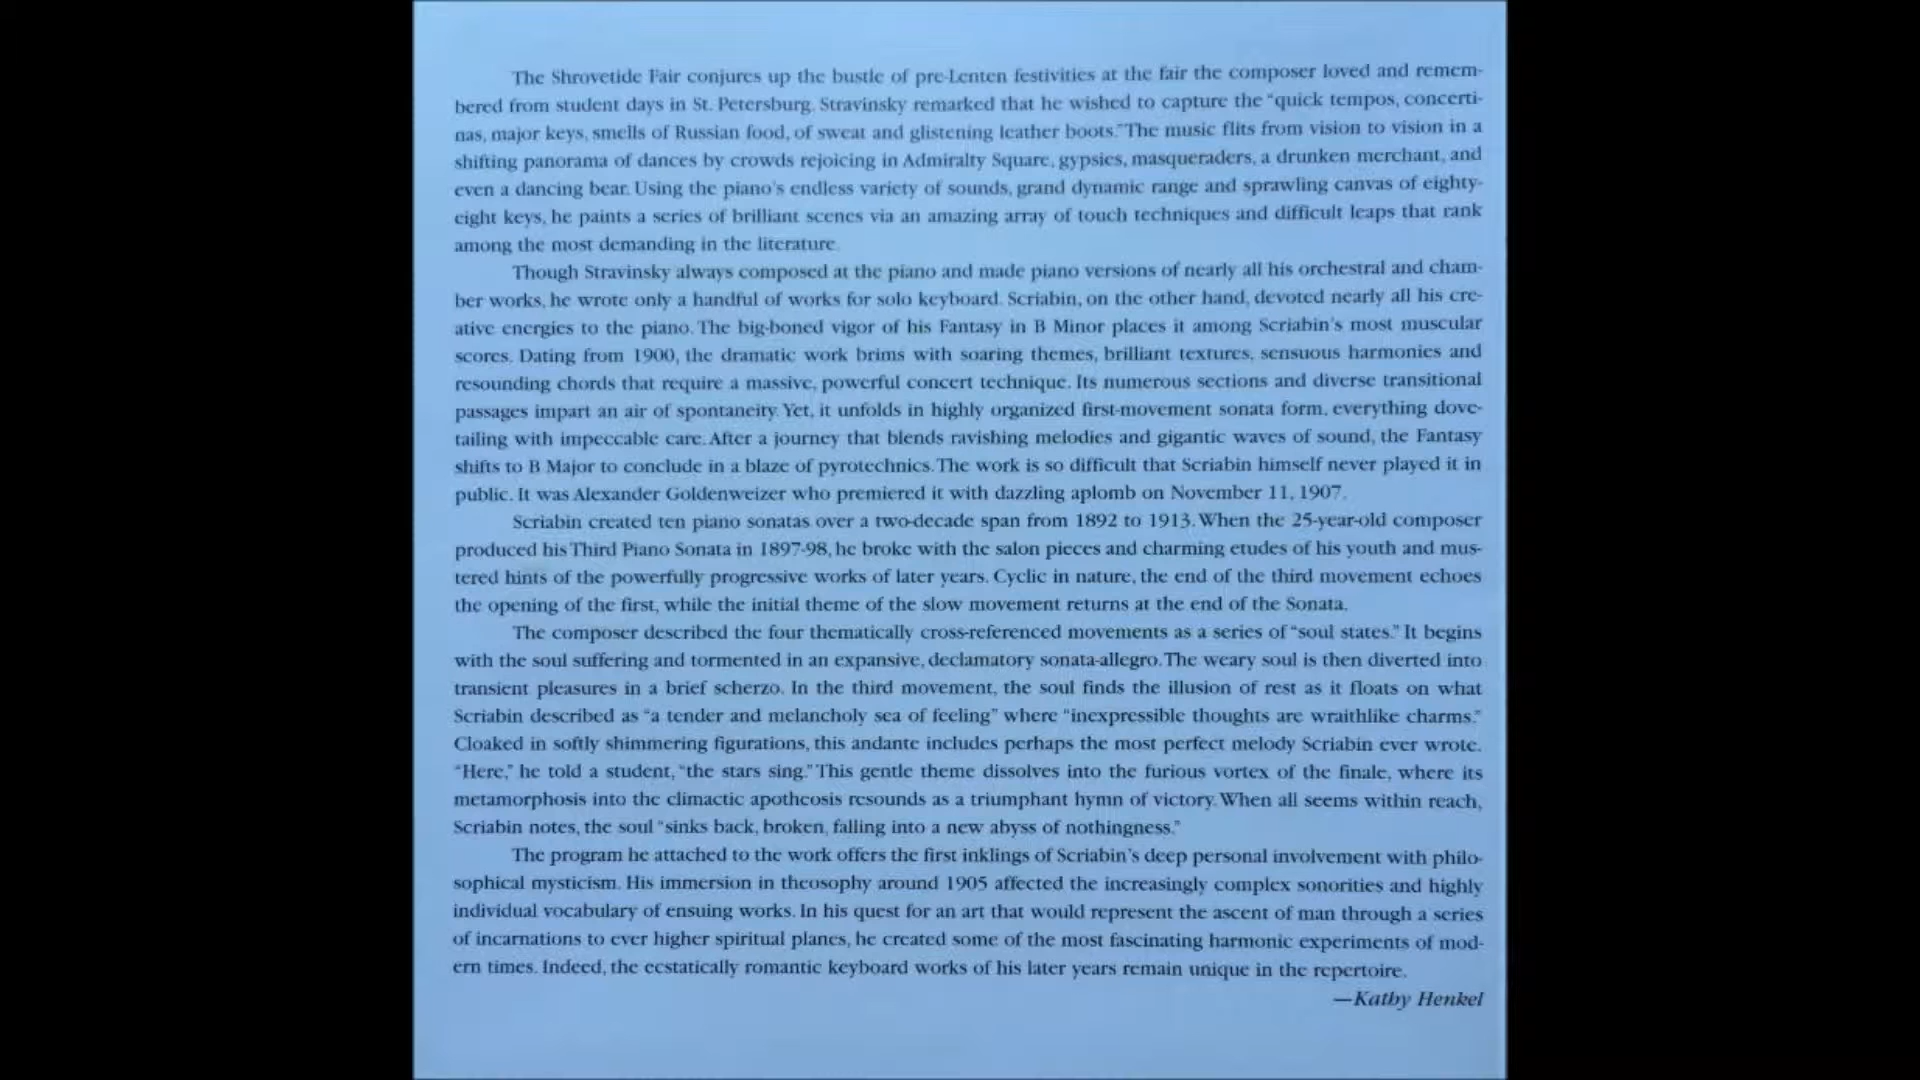 The Shrovetide Fair conjures up the bustle of pre-Lenten festivities at the fair the composer loved and remem-
bered from student days in St. Petersburg. Stravinsky remarked that he wished to capture the “quick tempos, concerti-
nas, major keys, smells of Russian food, of sweat and glistening leather boots.” The music flits from vision to vision in a
shifting panorama of dances by crowds rejoicing in Admiralty Square, gypsies, masqueraders, a drunken merchant, and
even a dancing bear. Using the piano’s endless variety of sounds, grand dynamic range and sprawling canvas of eighty-
eight keys, he paints a series of brilliant scenes via an amazing array of touch techniques and difficult leaps that rank
among the most demanding in the literature.
Though Stravinsky always composed at the piano and made piano versions of nearly all his orchestral and cham-
ber works, he wrote only a handful of works for solo keyboard. Scriabin, on the other hand, devoted nearly all his cre-
ative energies to the piano. The big-boned vigor of his Fantasy in B Minor places it among Scriabin’s most muscular
scores. Dating from 1900, the dramatic work brims with soaring themes, brilliant textures, sensuous harmonies and
resounding chords that require a massive, powerful concert technique. Its numerous sections and diverse transitional
passages impart an air of spontaneity. Yet, it unfolds in highly organized first-movement sonata form, everything dove-
tailing with impeccable care. After a journey that blends ravishing melodies and gigantic waves of sound, the Fantasy
shifts to B Major to conclude in a blaze of pyrotechnics. The work is so difficult that Scriabin himself never played it in
public. It was Alexander Goldenweizer who premiered it with dazzling aplomb on November 11, 1907.
Scriabin created ten piano sonatas over a two-decade span from 1892 to 1913. When the 25-year-old composer
produced his Third Piano Sonata in 1897-98, he broke with the salon pieces and charming etudes of his youth and mus-
tered hints of the powerfully progressive works of later years. Cyclic in nature, the end of the third movement echoes
the opening of the first, while the initial theme of the slow movement returns at the end of the Sonata.
The composer described the four thematically cross-referenced movements as a series of “soul states.” It begins
with the soul suffering and tormented in an expansive, declamatory sonata-allegro. The weary soul is then diverted into
transient pleasures in a brief scherzo. In the third movement, the soul finds the illusion of rest as it floats on what
Scriabin described as “a tender and melancholy sea of feeling” where “inexpressible thoughts are wraithlike charms.”
Cloaked in softly shimmering figurations, this andante includes perhaps the most perfect melody Scriabin ever wrote.
“Here,” he told a student, “the stars sing.” This gentle theme dissolves into the furious vortex of the finale, where its
metamorphosis into the climactic apotheosis resounds as a triumphant hymn of victory. When all seems within reach,
Scriabin notes, the soul “sinks back, broken, falling into a new abyss of nothingness.”
The program he attached to the work offers the first inklings of Scriabin’s deep personal involvement with philo-
sophical mysticism. His immersion in theosophy around 1905 affected the increasingly complex sonorities and highly
individual vocabulary of ensuing works. In his quest for an art that would represent the ascent of man through a series
of incarnations to ever higher spiritual planes, he created some of the most fascinating harmonic experiments of mod-
ern times. Indeed, the ecstatically romantic keyboard works of his later years remain unique in the repertoire.
—Kathy Henkel